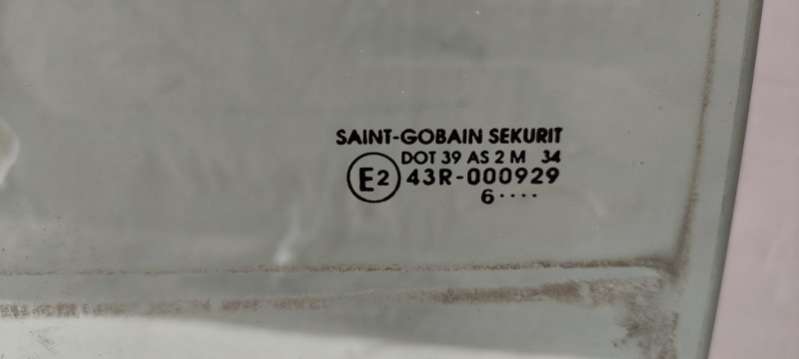 SAINT-GOBAIN SEKURIT
DOT 39 AS 2 M 34
E2 43R-000929
6....